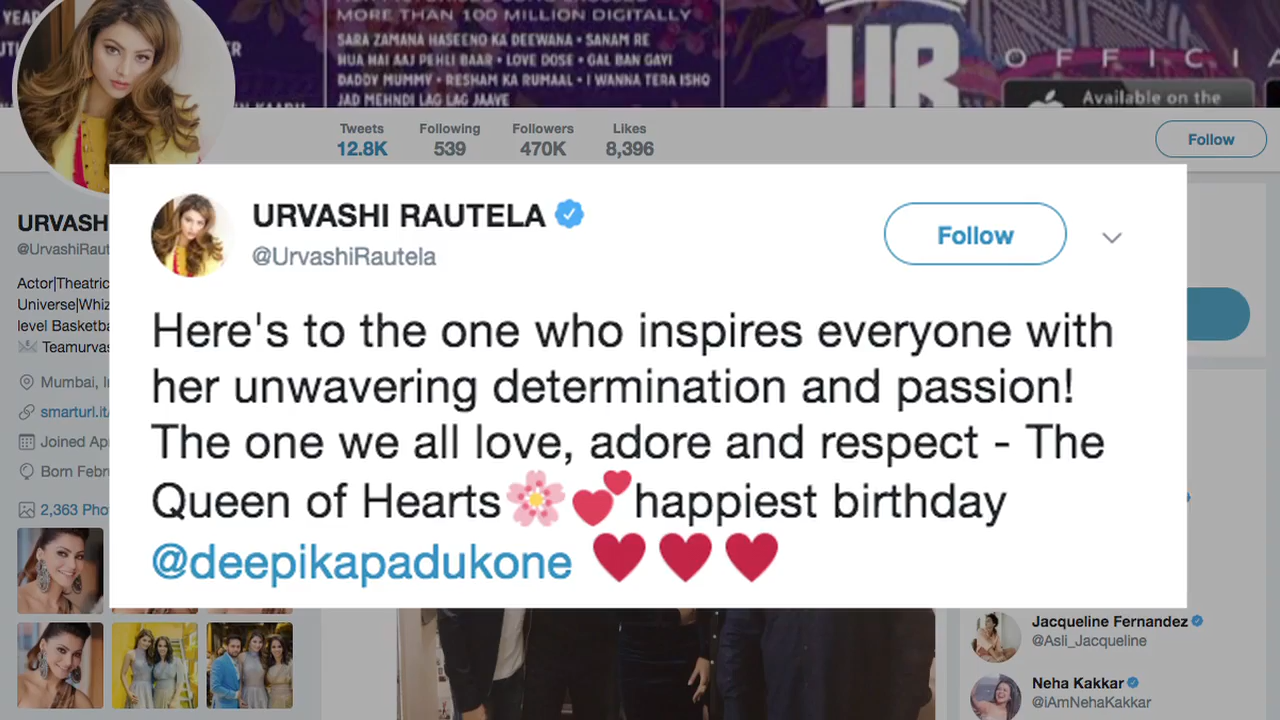 YEAR
MORE THAN 100 MILLION DIGITALLY
SARA ZAMANA HASEENO KA DEEWANA • SANAM RE
HUA HAI AAJ PEHLI BAAR • LOVE DOSE • GAL BAN GAYI
DADDY MUMMY • RESHAM KA RUMAAL • I WANNA TERA ISHQ
JAD MEHNDI LAG LAG JAAVE
UR
OFFICIA
Available on the
Tweets Following Followers Likes
12.8K 539 470K 8,396
Follow
URVASH
@UrvashiRaut
Actor|Theatric
Universe|Whiz
level Basketba
Teamurvas
Mumbai, I
smarturl.it/
Joined Ap
Born Febr
2,363 Pho
URVASHI RAUTELA
@UrvashiRautela
Follow
Here's to the one who inspires everyone with
her unwavering determination and passion!
The one we all love, adore and respect - The
Queen of Hearts🌸💕happiest birthday
@deepikapadukone ♥♥♥
Jacqueline Fernandez
@Asli_Jacqueline
Neha Kakkar
@iAmNehaKakkar